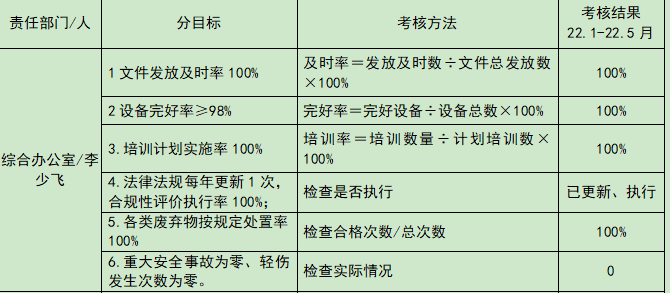 责任部门/人 分目标 考核方法 考核结果
22.1-22.5 月
1 文件发放及时率 100% 及时率＝发放及时数÷文件总发放数
×100% 100%
2 设备完好率≥98% 完好率＝完好设备÷设备总数×100% 100%
3. 培训计划实施率 100% 培训率＝培训数量÷计划培训数×
100% 100%
综合办公室/李
少飞
4. 法律法规每年更新 1 次，
合规性评价执行率 100%； 检查是否执行 已更新、执行
5. 各类废弃物按规定处置率
100% 检查合格次数/总次数 100%
6. 重大安全事故为零、轻伤
发生次数为零。 检查实际情况 0